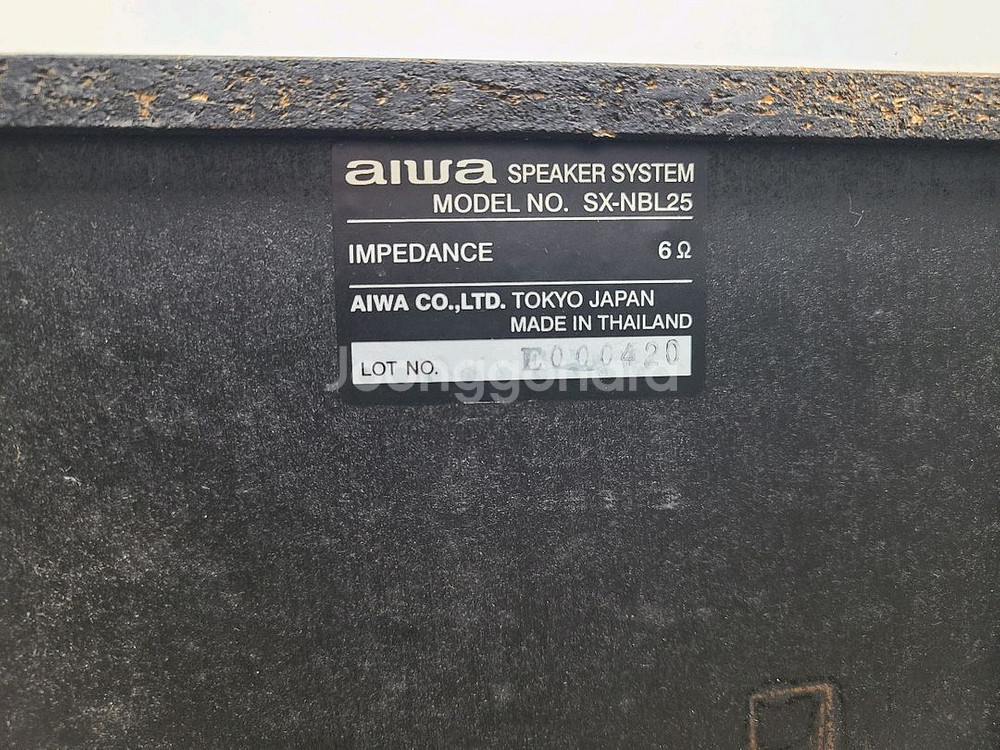 aiwa SPEAKER SYSTEM
MODEL NO. SX-NBL25
IMPEDANCE 6Ω
AIWA CO.,LTD. TOKYO JAPAN
MADE IN THAILAND
LOT NO. E000420
Joonggonara